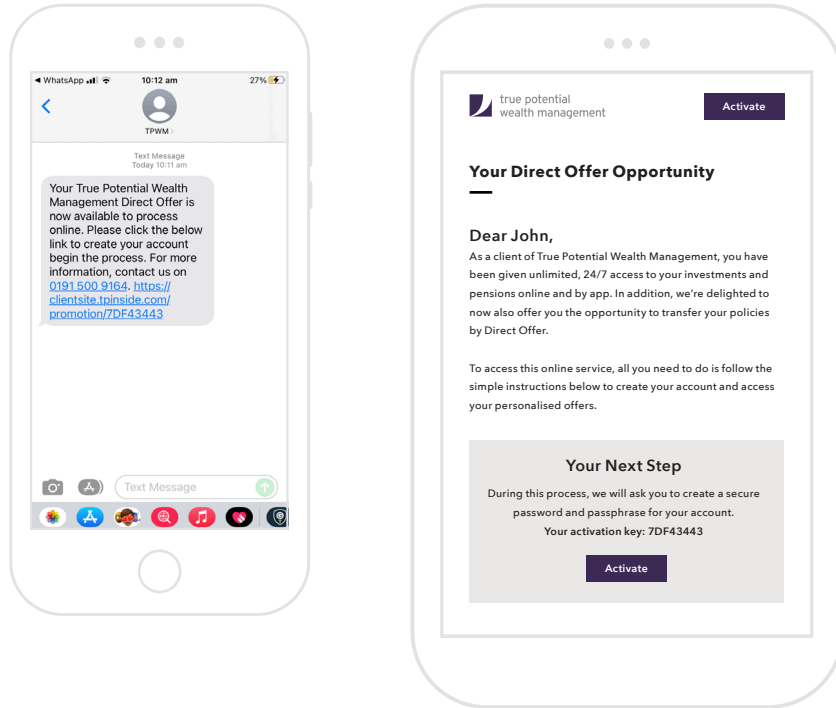 WhatsApp
10:12 am
27%
TPWM
Text Message
Today 10:11 am
Your True Potential Wealth
Management Direct Offer is
now available to process
online. Please click the below
link to create your account
begin the process. For more
information, contact us on
0191 500 9164. https://
clientsite.tpinside.com/
promotion/7DF43443
Text Message
true potential
wealth management
Activate
Your Direct Offer Opportunity
Dear John,
As a client of True Potential Wealth Management, you have
been given unlimited, 24/7 access to your investments and
pensions online and by app. In addition, we're delighted to
now also offer you the opportunity to transfer your policies
by Direct Offer.
To access this online service, all you need to do is follow the
simple instructions below to create your account and access
your personalised offers.
Your Next Step
During this process, we will ask you to create a secure
password and passphrase for your account.
Your activation key: 7DF43443
Activate